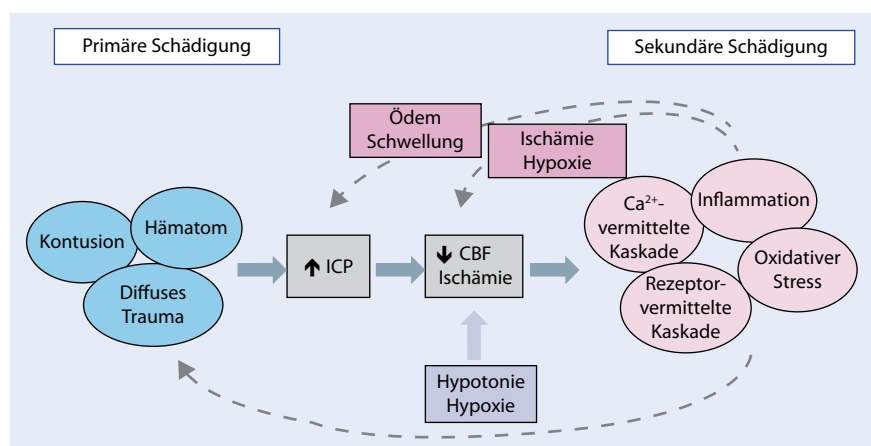 Primäre Schädigung
Sekundäre Schädigung
Ödem
Schwellung
Ischämie
Hypoxie
Kontusion
Hämatom
Diffuses
Trauma
↑ ICP
↓ CBF
Ischämie
Ca²⁺-
vermittelte
Kaskade
Inflammation
Oxidativer
Stress
Rezeptor-
vermittelte
Kaskade
Hypotonie
Hypoxie